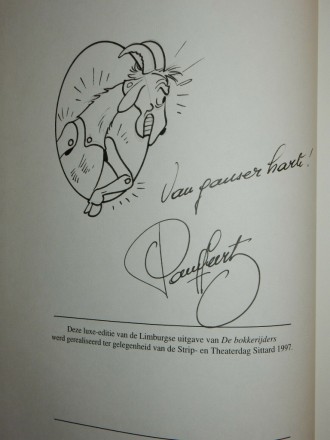 Van ganser harte!
Deze luxe-editie van de Limburgse uitgave van De bokkerijders
werd gerealiseerd ter gelegenheid van de Strip- en Theaterdag Sittard 1997.